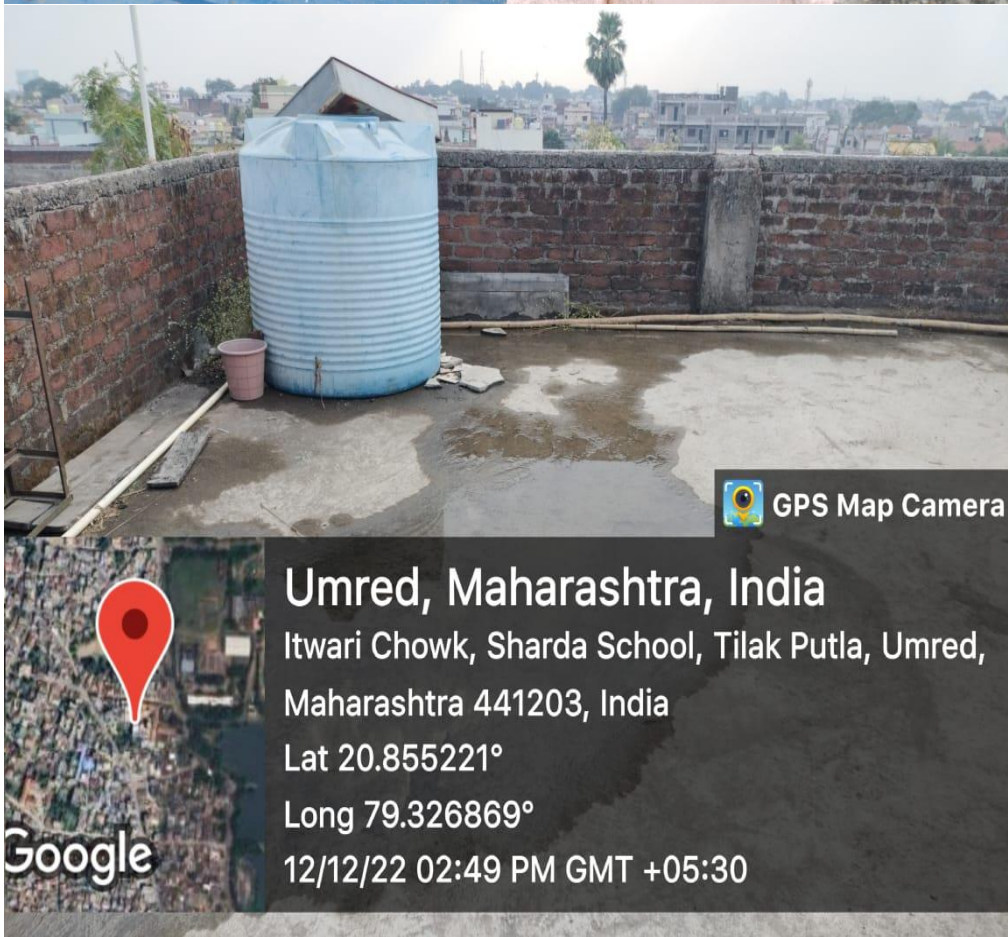 GPS Map Camera
Umred, Maharashtra, India
Itwari Chowk, Sharda School, Tilak Putla, Umred,
Maharashtra 441203, India
Lat 20.855221°
Long 79.326869°
12/12/22 02:49 PM GMT +05:30
Google